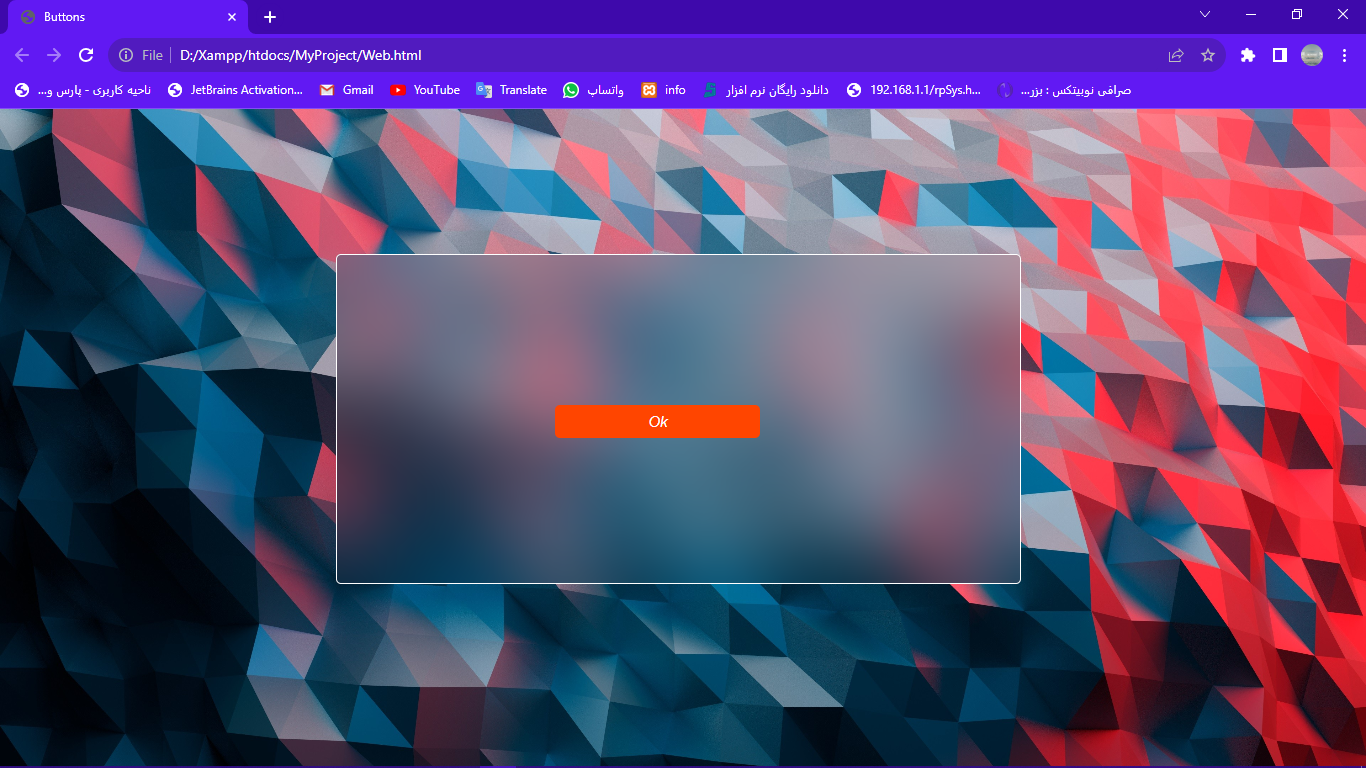 Buttons
File D:/Xampp/htdocs/MyProject/Web.html
ناحیه کاربری - پارس و...
JetBrains Activation...
Gmail
YouTube
Translate
واتساپ
info
دانلود رایگان نرم افزار
192.168.1.1/rpSys.h...
صرافی نوبیتکس : بزر...
Ok